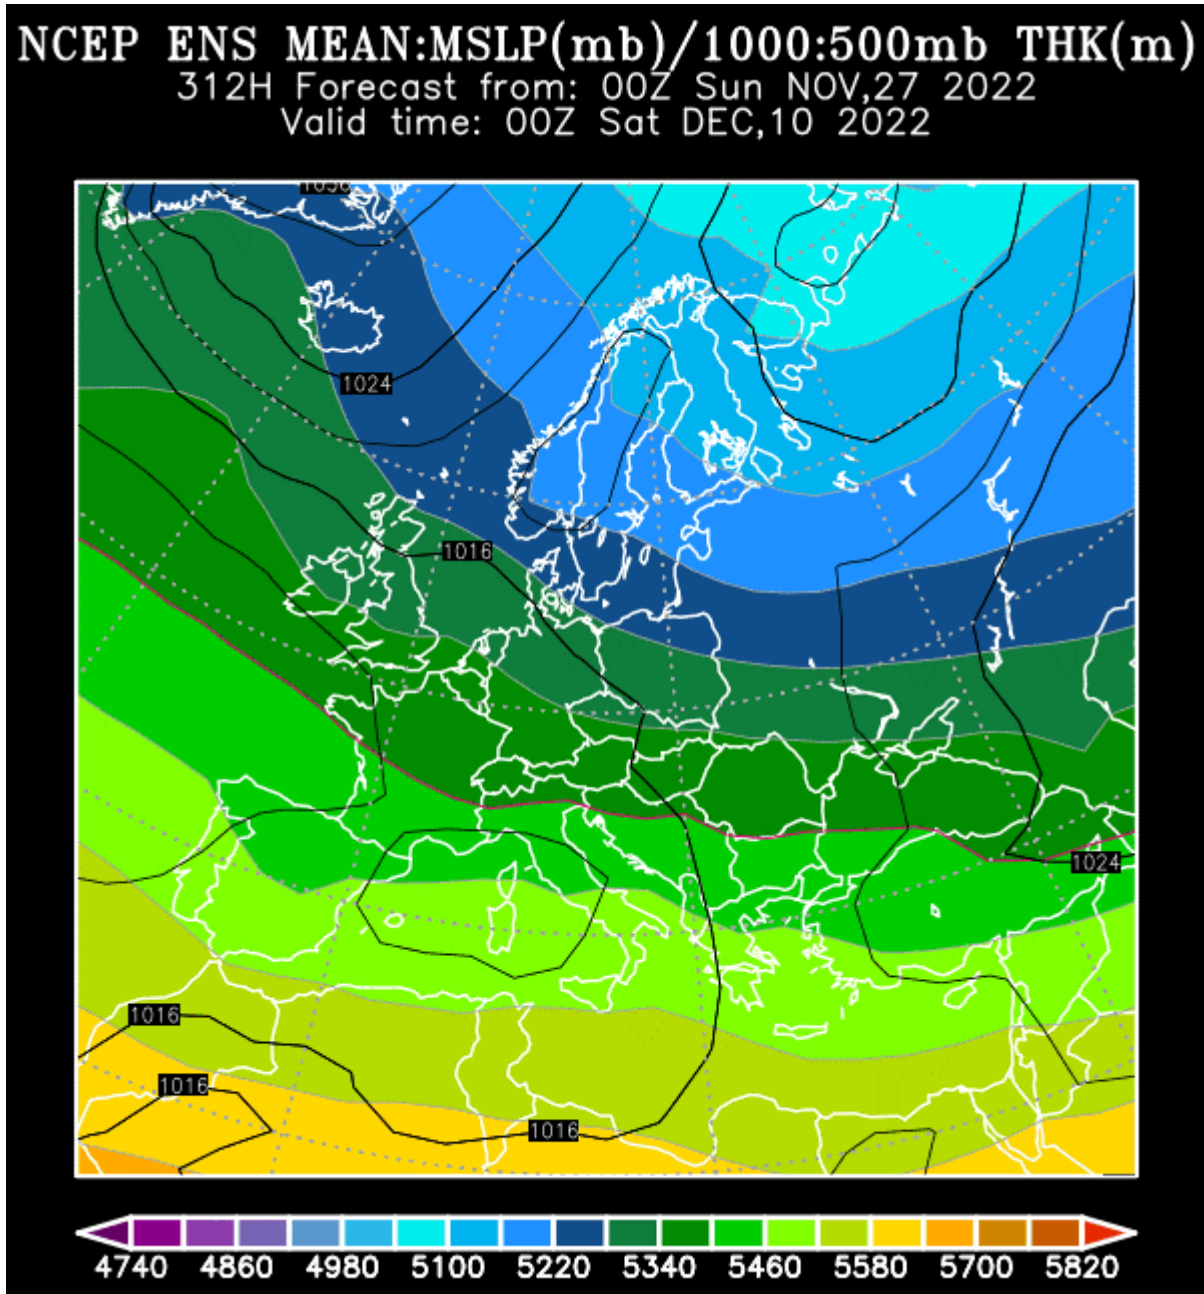 NCEP ENS MEAN:MSLP(mb)/1000:500mb THK(m)
312H Forecast from: 00Z Sun NOV,27 2022
Valid time: 00Z Sat DEC,10 2022
1024
1016
1024
1016
1016
1016
4740 4860 4980 5100 5220 5340 5460 5580 5700 5820